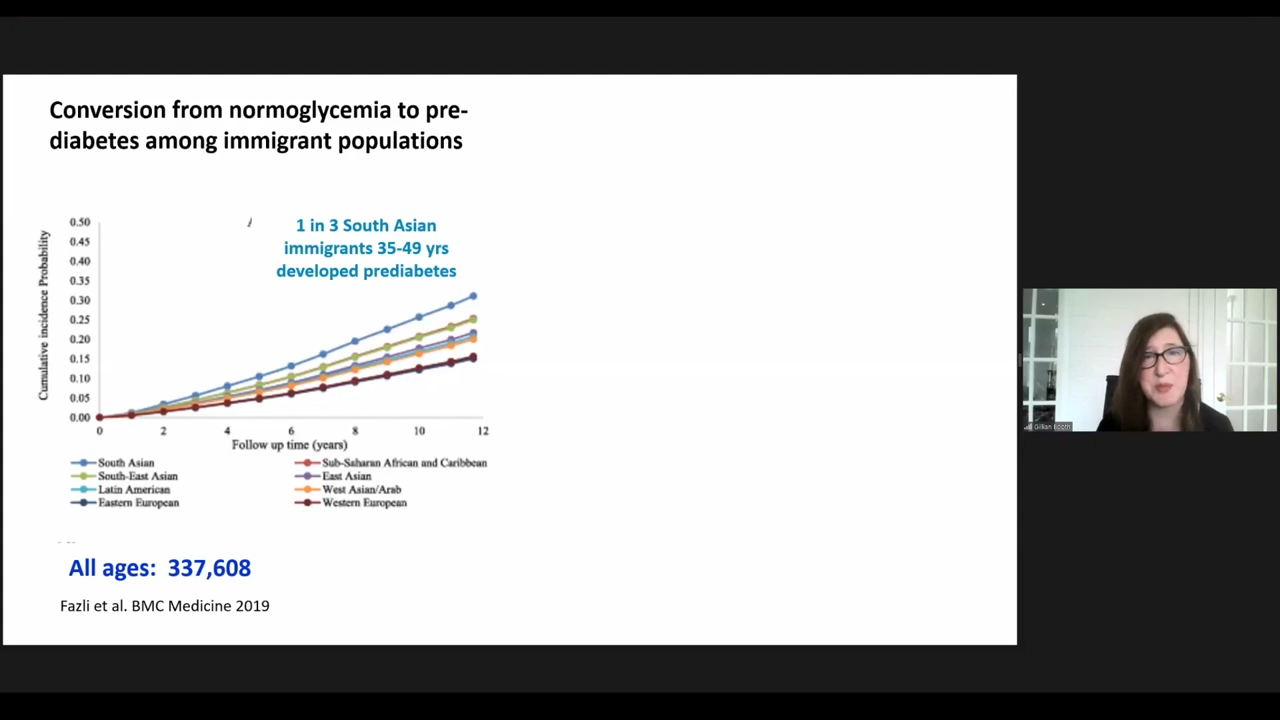 Conversion from normoglycemia to pre-
diabetes among immigrant populations
1 in 3 South Asian
immigrants 35-49 yrs
developed prediabetes
Cumulative incidence Probability
0.50
0.45
0.40
0.35
0.30
0.25
0.20
0.15
0.10
0.05
0.00
0 2 4 6 8 10 12
Follow up time (years)
South Asian Sub-Saharan African and Caribbean
South-East Asian East Asian
Latin American West Asian/Arab
Eastern European Western European
All ages: 337,608
Fazli et al. BMC Medicine 2019
Gillian Booth